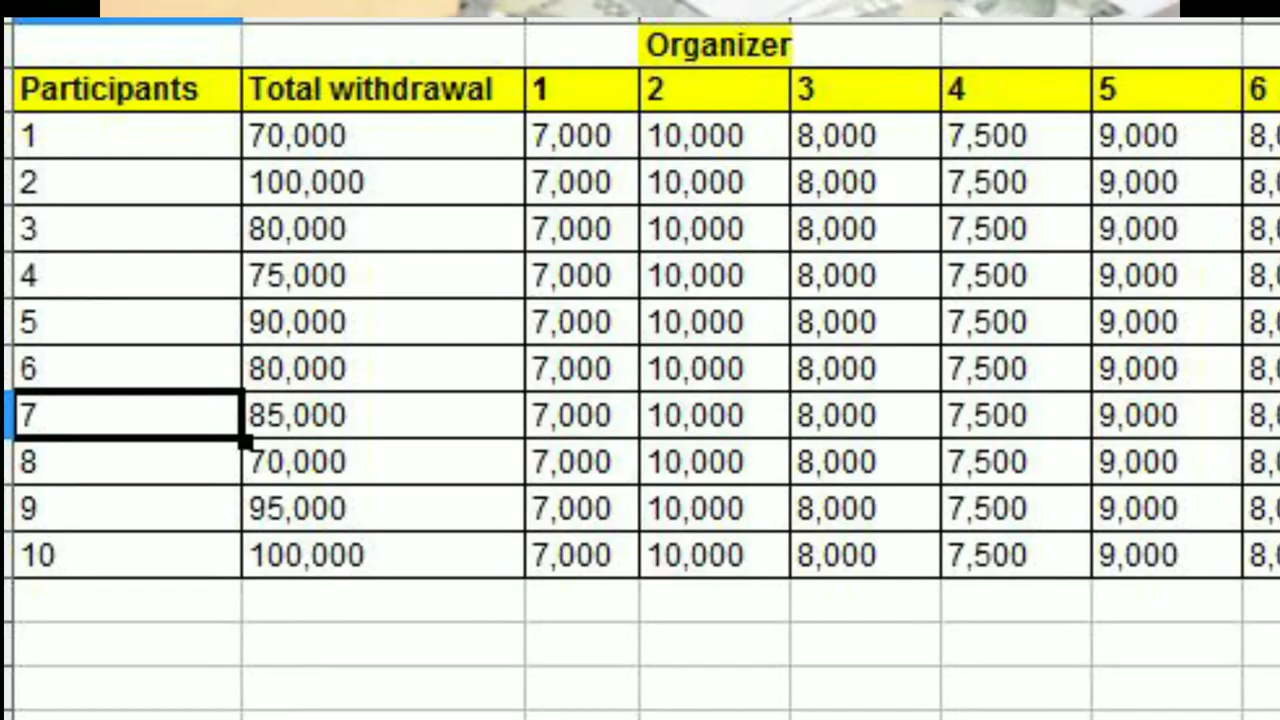 Organizer
Participants Total withdrawal 1 2 3 4 5 6
1 70,000 7,000 10,000 8,000 7,500 9,000
2 100,000 7,000 10,000 8,000 7,500 9,000
3 80,000 7,000 10,000 8,000 7,500 9,000
4 75,000 7,000 10,000 8,000 7,500 9,000
5 90,000 7,000 10,000 8,000 7,500 9,000
6 80,000 7,000 10,000 8,000 7,500 9,000
7 85,000 7,000 10,000 8,000 7,500 9,000
8 70,000 7,000 10,000 8,000 7,500 9,000
9 95,000 7,000 10,000 8,000 7,500 9,000
10 100,000 7,000 10,000 8,000 7,500 9,000